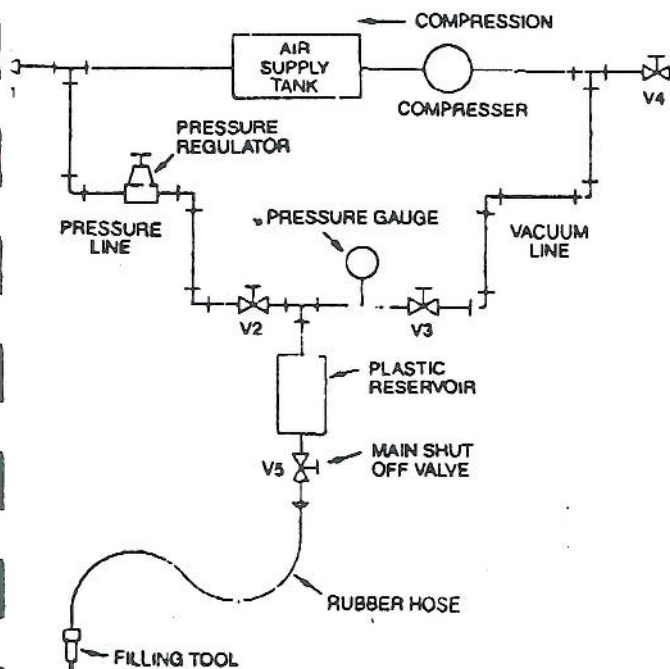 COMPRESSION
AIR
SUPPLY
TANK
COMPRESSER
V4
1
PRESSURE
REGULATOR
PRESSURE
LINE
PRESSURE GAUGE
VACUUM
LINE
V2
V3
PLASTIC
RESERVOIR
V5
MAIN SHUT
OFF VALVE
RUBBER HOSE
FILLING TOOL